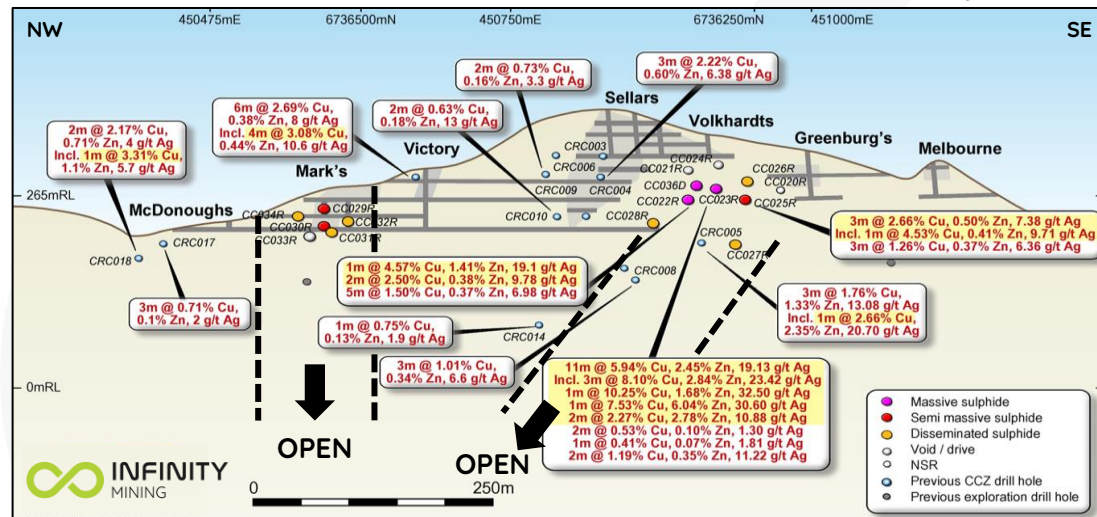 450475mE
6736500mN
450750mE
6736250mN
451000mE
NW
SE
2m @ 0.73% Cu,
0.16% Zn, 3.3 g/t Ag
3m @ 2.22% Cu,
0.60% Zn, 6.38 g/t Ag
6m @ 2.69% Cu,
0.38% Zn, 8 g/t Ag
Incl. 4m @ 3.08% Cu,
0.44% Zn, 10.6 g/t Ag
2m @ 0.63% Cu,
0.18% Zn, 13 g/t Ag
2m @ 2.17% Cu,
0.71% Zn, 4 g/t Ag
Incl. 1m @ 3.31% Cu,
1.1% Zn, 5.7 g/t Ag
Sellars
Volkhardts
Greenburg's
Melbourne
Victory
Mark's
McDonoughs
265mRL
CRC003
CRC006
CRC009
CRC004
CC024R
CC021R
CC026R
CC020R
CC036D
CC022R
CC023R
CC025R
CC029R
CC034R
CC032R
CC030R
CC033R
CC031R
CRC010
CC028R
CRC005
CC027R
CRC017
CRC018
CRC008
CRC014
3m @ 2.66% Cu, 0.50% Zn, 7.38 g/t Ag
Incl. 1m @ 4.53% Cu, 0.41% Zn, 9.71 g/t Ag
3m @ 1.26% Cu, 0.37% Zn, 6.36 g/t Ag
1m @ 4.57% Cu, 1.41% Zn, 19.1 g/t Ag
2m @ 2.50% Cu, 0.38% Zn, 9.78 g/t Ag
5m @ 1.50% Cu, 0.37% Zn, 6.98 g/t Ag
3m @ 0.71% Cu,
0.1% Zn, 2 g/t Ag
1m @ 0.75% Cu,
0.13% Zn, 1.9 g/t Ag
3m @ 1.76% Cu,
1.33% Zn, 13.08 g/t Ag
Incl. 1m @ 2.66% Cu,
2.35% Zn, 20.70 g/t Ag
3m @ 1.01% Cu,
0.34% Zn, 6.6 g/t Ag
11m @ 5.94% Cu, 2.45% Zn, 19.13 g/t Ag
Incl. 3m @ 8.10% Cu, 2.84% Zn, 23.42 g/t Ag
1m @ 10.25% Cu, 1.68% Zn, 32.50 g/t Ag
1m @ 7.53% Cu, 6.04% Zn, 30.60 g/t Ag
2m @ 2.27% Cu, 2.78% Zn, 10.88 g/t Ag
2m @ 0.53% Cu, 0.10% Zn, 1.30 g/t Ag
1m @ 0.41% Cu, 0.07% Zn, 1.81 g/t Ag
2m @ 1.19% Cu, 0.35% Zn, 11.22 g/t Ag
0mRL
OPEN
OPEN
Massive sulphide
Semi massive sulphide
Disseminated sulphide
Void / drive
NSR
Previous CCZ drill hole
Previous exploration drill hole
INFINITY
MINING
0
250m